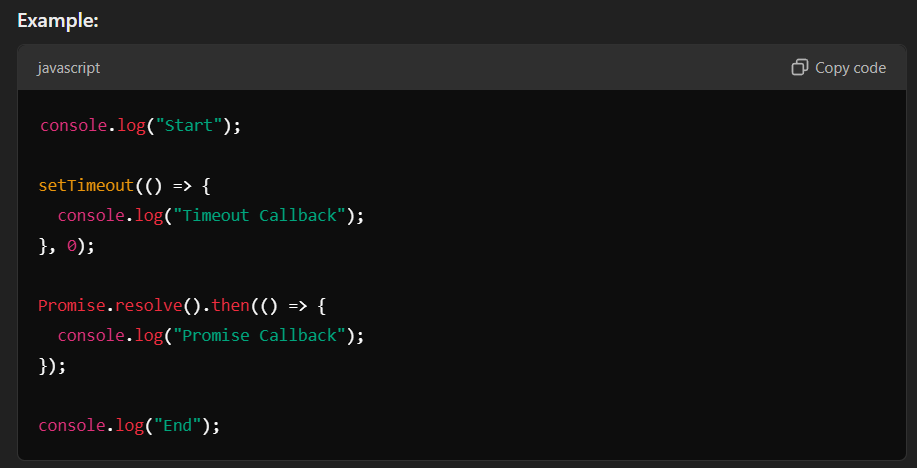 Example:
javascript
Copy code
console.log("Start");
setTimeout(() => {
  console.log("Timeout Callback");
}, 0);
Promise.resolve().then(() => {
  console.log("Promise Callback");
});
console.log("End");